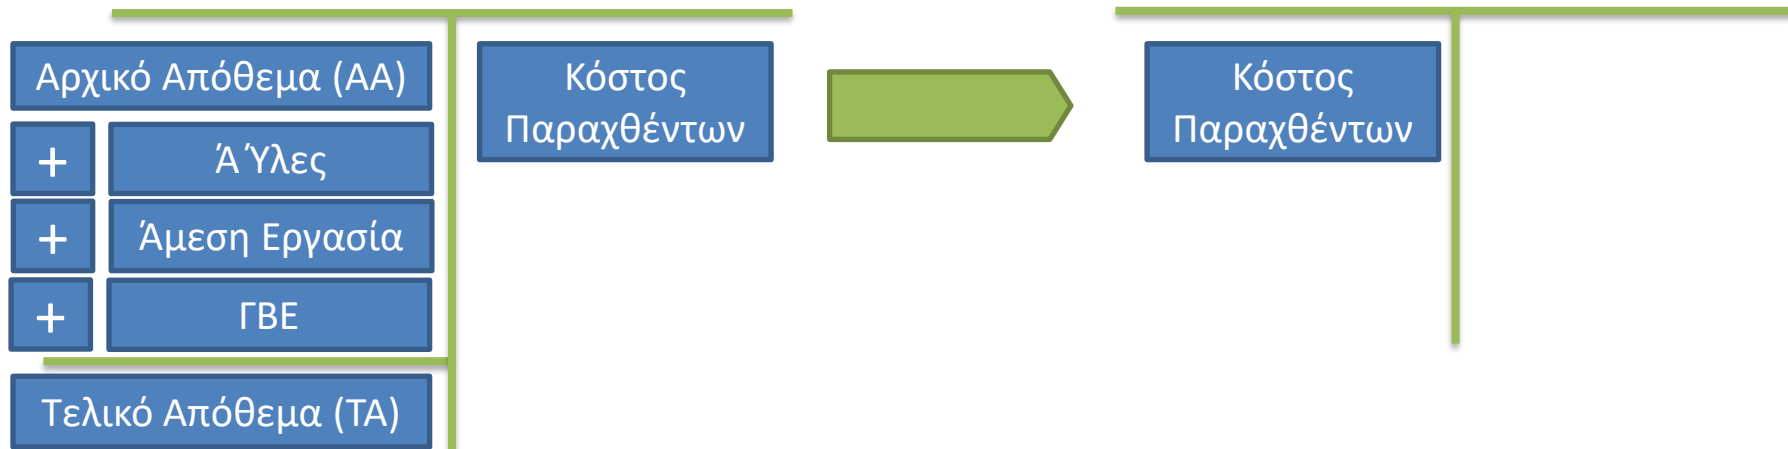 Αρχικό Απόθεμα (ΑΑ)
+ Ά Ύλες
+ Άμεση Εργασία
+ ΓΒΕ
Τελικό Απόθεμα (ΤΑ)
Κόστος
Παραχθέντων
Κόστος
Παραχθέντων